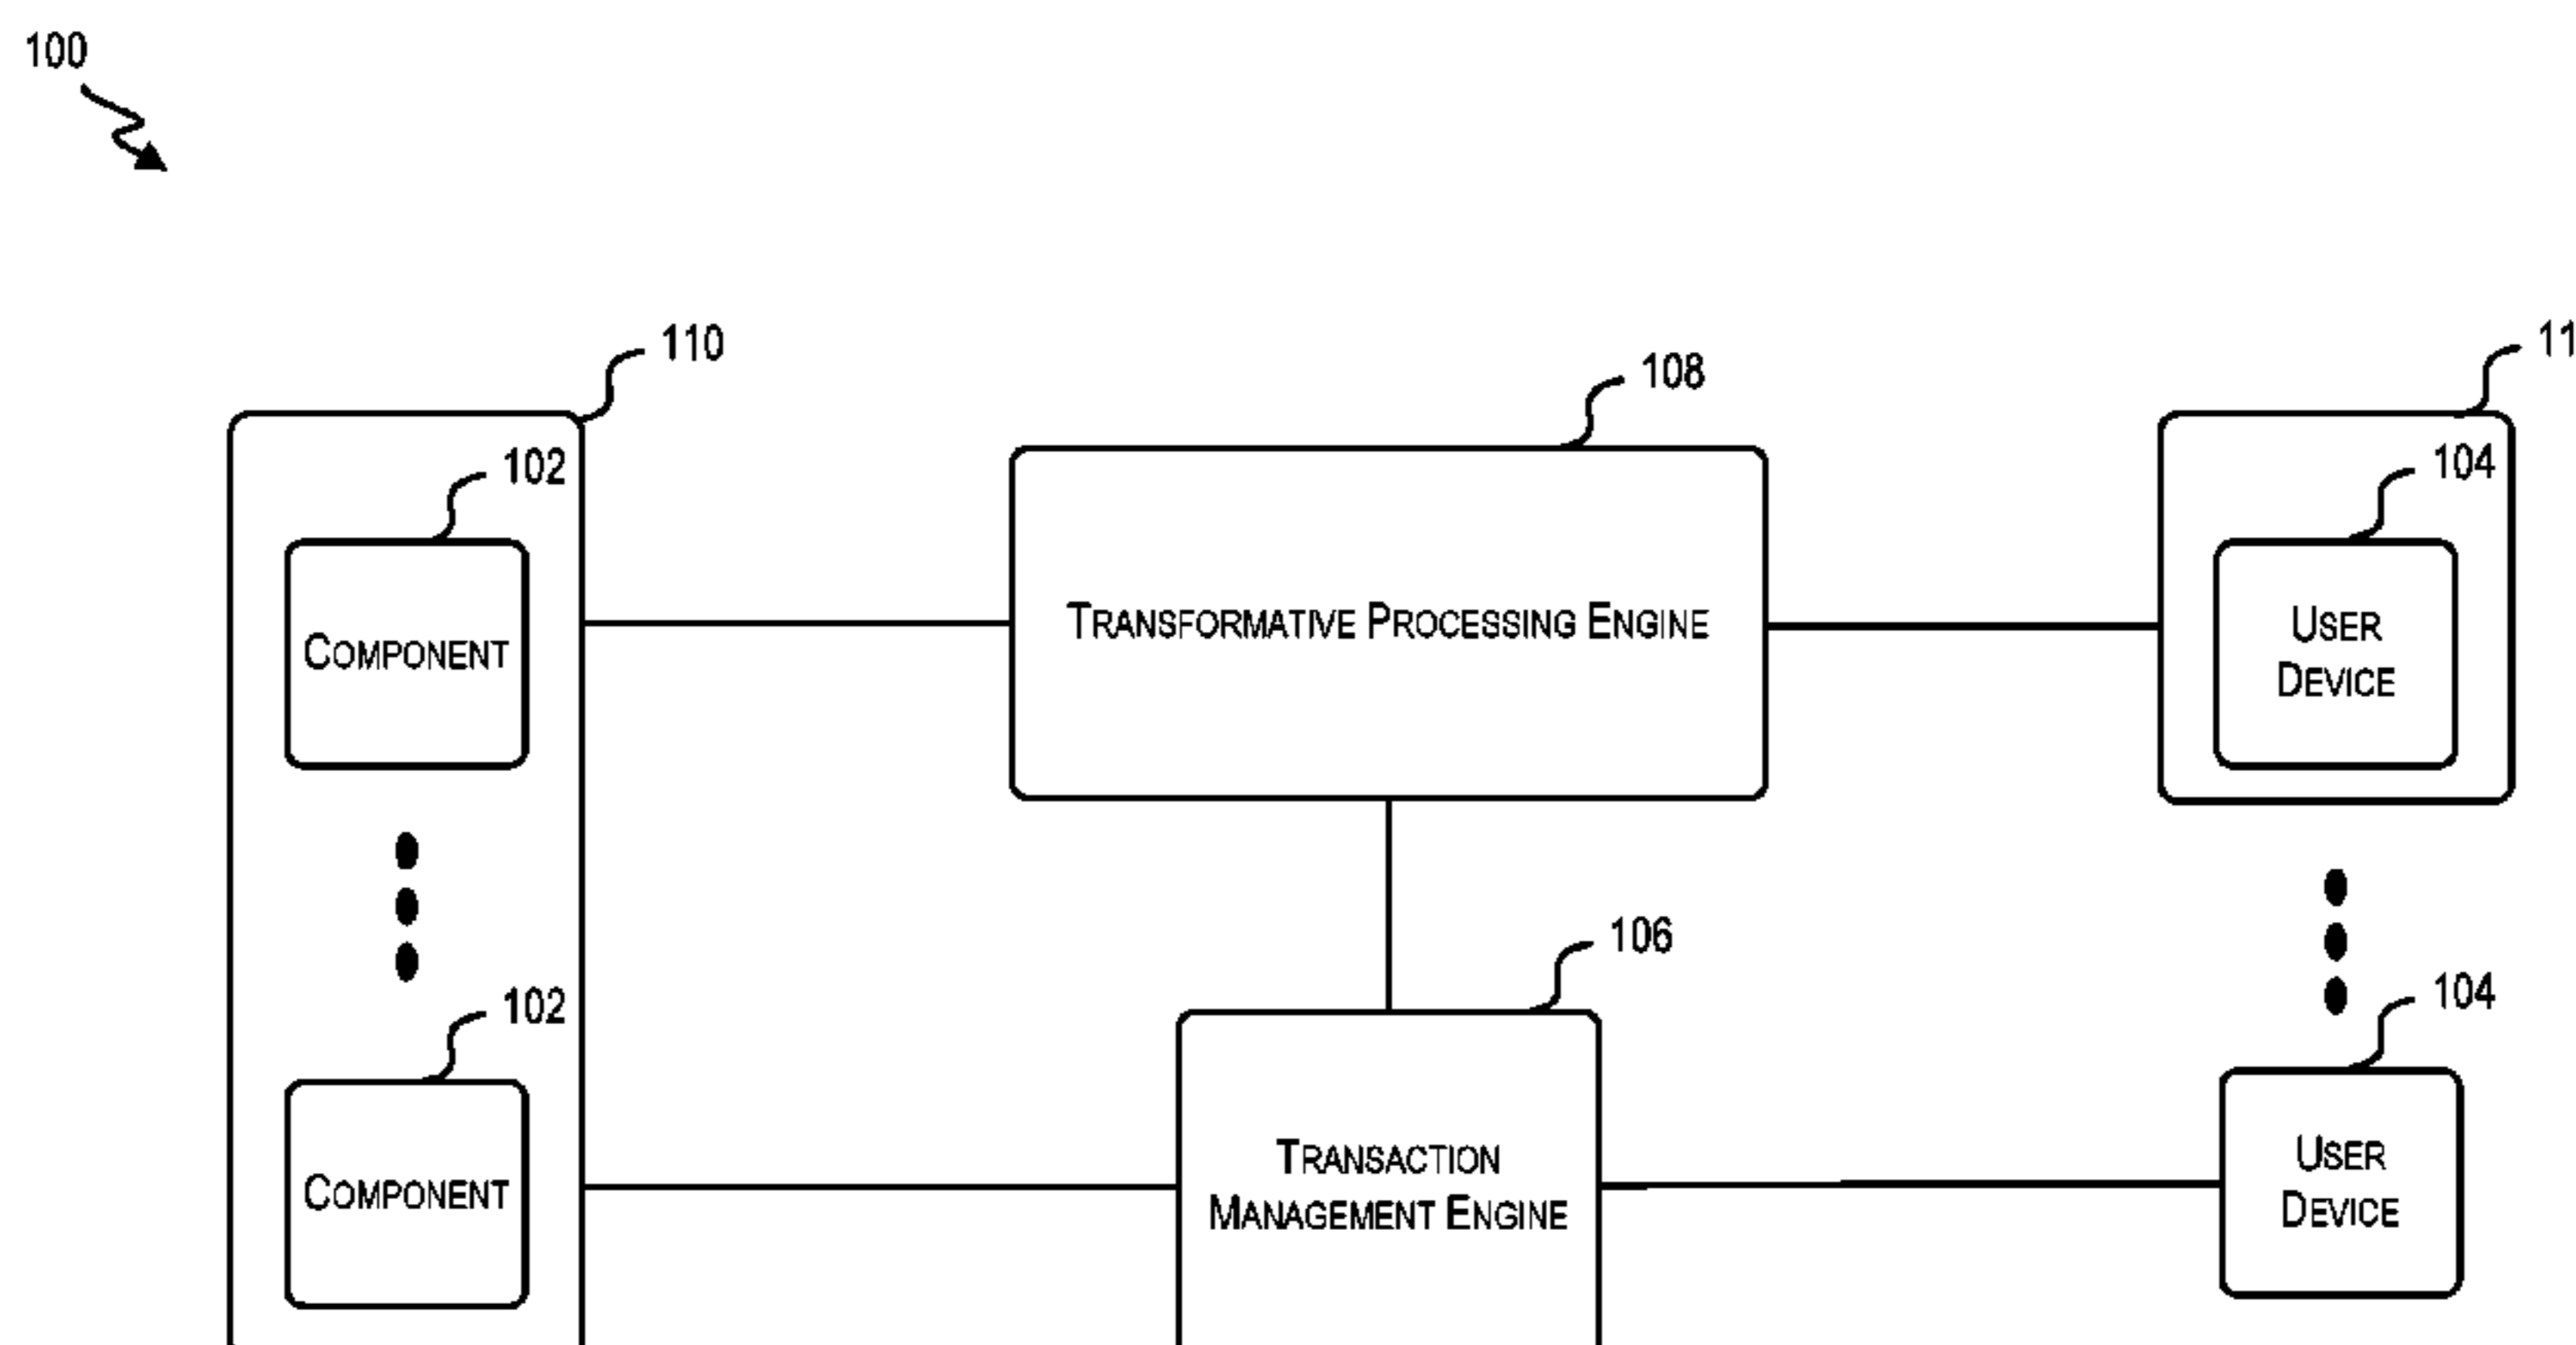 100
110
108
11
102
104
COMPONENT
TRANSFORMATIVE PROCESSING ENGINE
USER
DEVICE
106
102
104
COMPONENT
TRANSACTION
MANAGEMENT ENGINE
USER
DEVICE